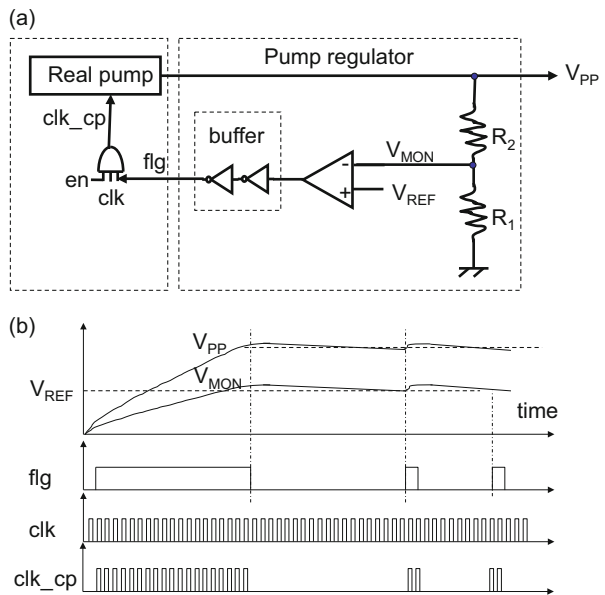 (a)
Pump regulator
Real pump
V_PP
clk_cp
buffer
flg
V_MON
R_2
en
clk
V_REF
R_1
(b)
V_PP
V_MON
V_REF
time
flg
clk
clk_cp